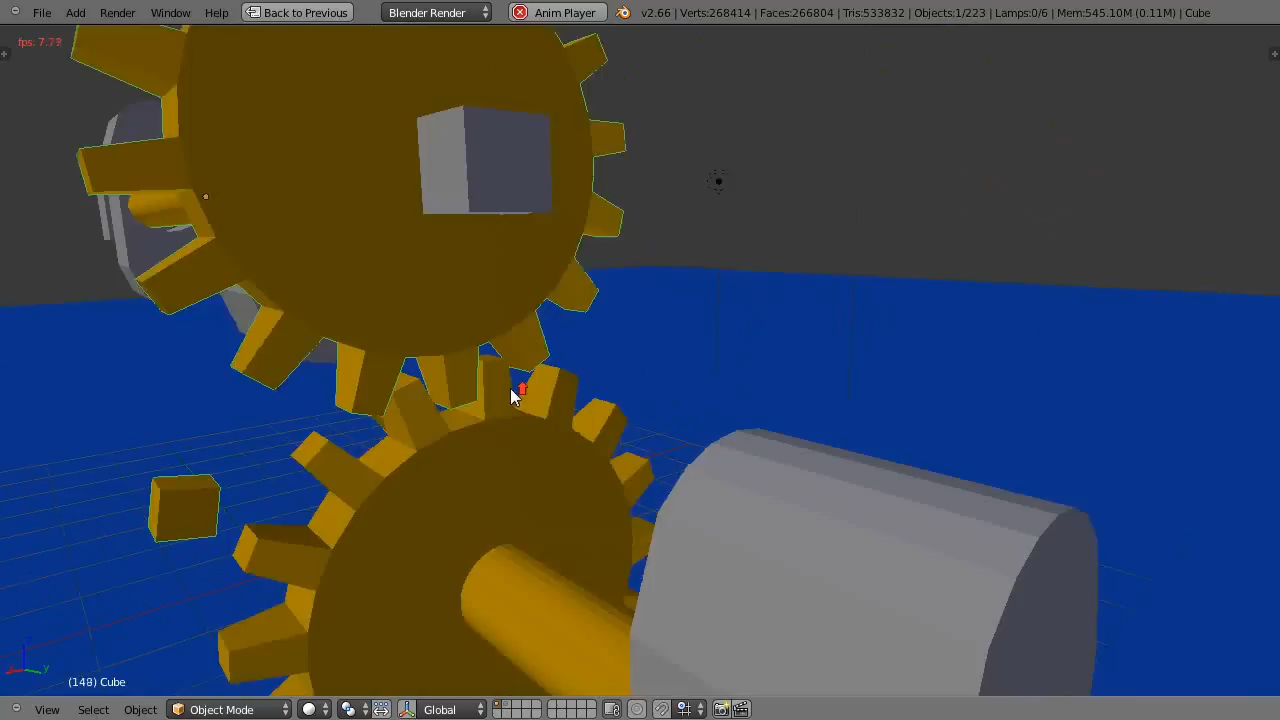 File Add Render Window Help Back to Previous Blender Render Anim Player v2.66 | Verts:268414 | Faces:266804 | Tris:533832 | Objects:1/223 | Lamps:0/6 | Mem:545.10M (0.11M) | Cube
fps: 7.79
z
x y
(148) Cube
View Select Object Object Mode Global